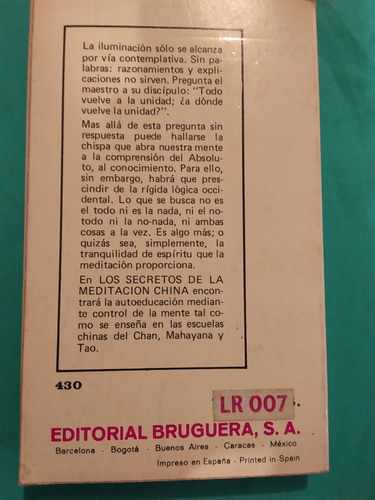 La iluminación sólo se alcanza
por vía contemplativa. Sin pa-
labras: razonamientos y expli-
caciones no sirven. Pregunta el
maestro a su discípulo: "Todo
vuelve a la unidad; ¿a dónde
vuelve la unidad?".
Mas allá de esta pregunta sin
respuesta puede hallarse la
chispa que abra nuestra mente
a la comprensión del Absolu-
to, al conocimiento. Para ello,
sin embargo, habrá que pres-
cindir de la rígida lógica occi-
dental. Lo que se busca no es
el todo ni es la nada, ni el no-
todo ni la no-nada, ni ambas
cosas a la vez. Es algo más; o
quizás sea, simplemente, la
tranquilidad de espíritu que la
meditación proporciona.
En LOS SECRETOS DE LA
MEDITACION CHINA encon-
trará la autoeducación median-
te control de la mente tal co-
mo se enseña en las escuelas
chinas del Chan, Mahayana y
Tao.
430
LR 007
EDITORIAL BRUGUERA, S. A.
Barcelona - Bogotá - Buenos Aires - Caracas - México
Impreso en España - Printed in Spain